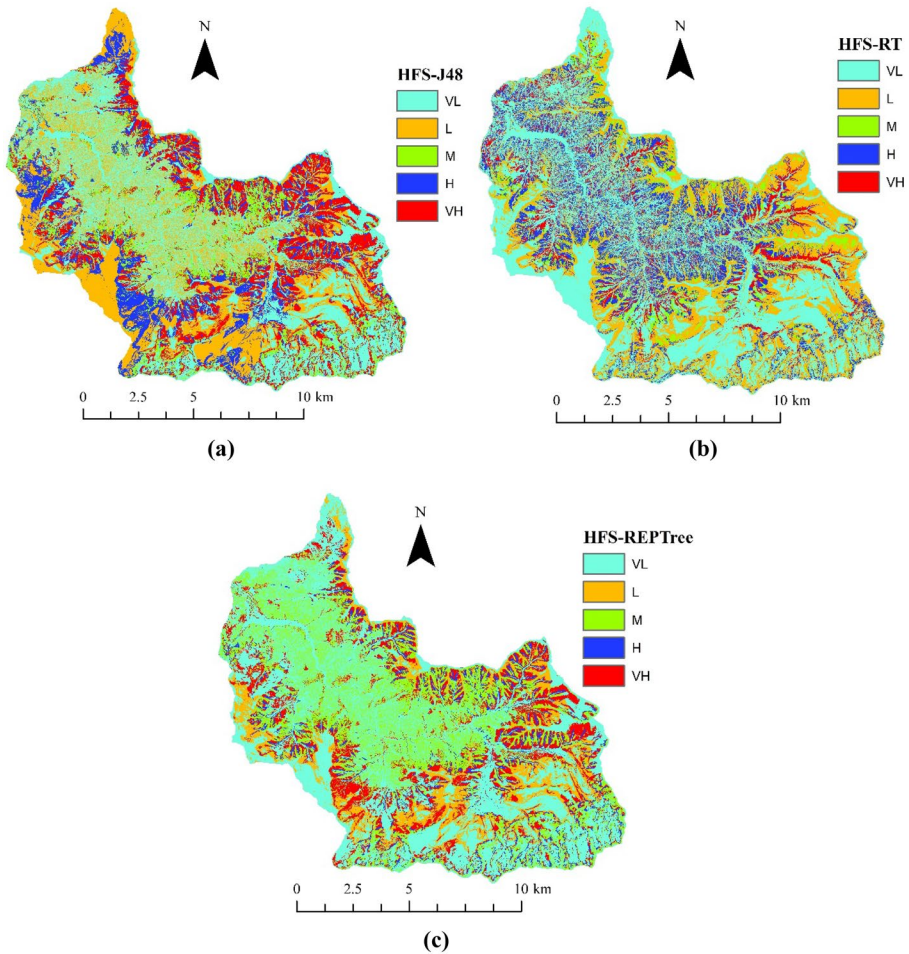 N
HFS-J48
VL
L
M
H
VH
0 2.5 5 10 km
(a)
N
HFS-RT
VL
L
M
H
VH
0 2.5 5 10 km
(b)
N
HFS-REPTree
VL
L
M
H
VH
0 2.5 5 10 km
(c)